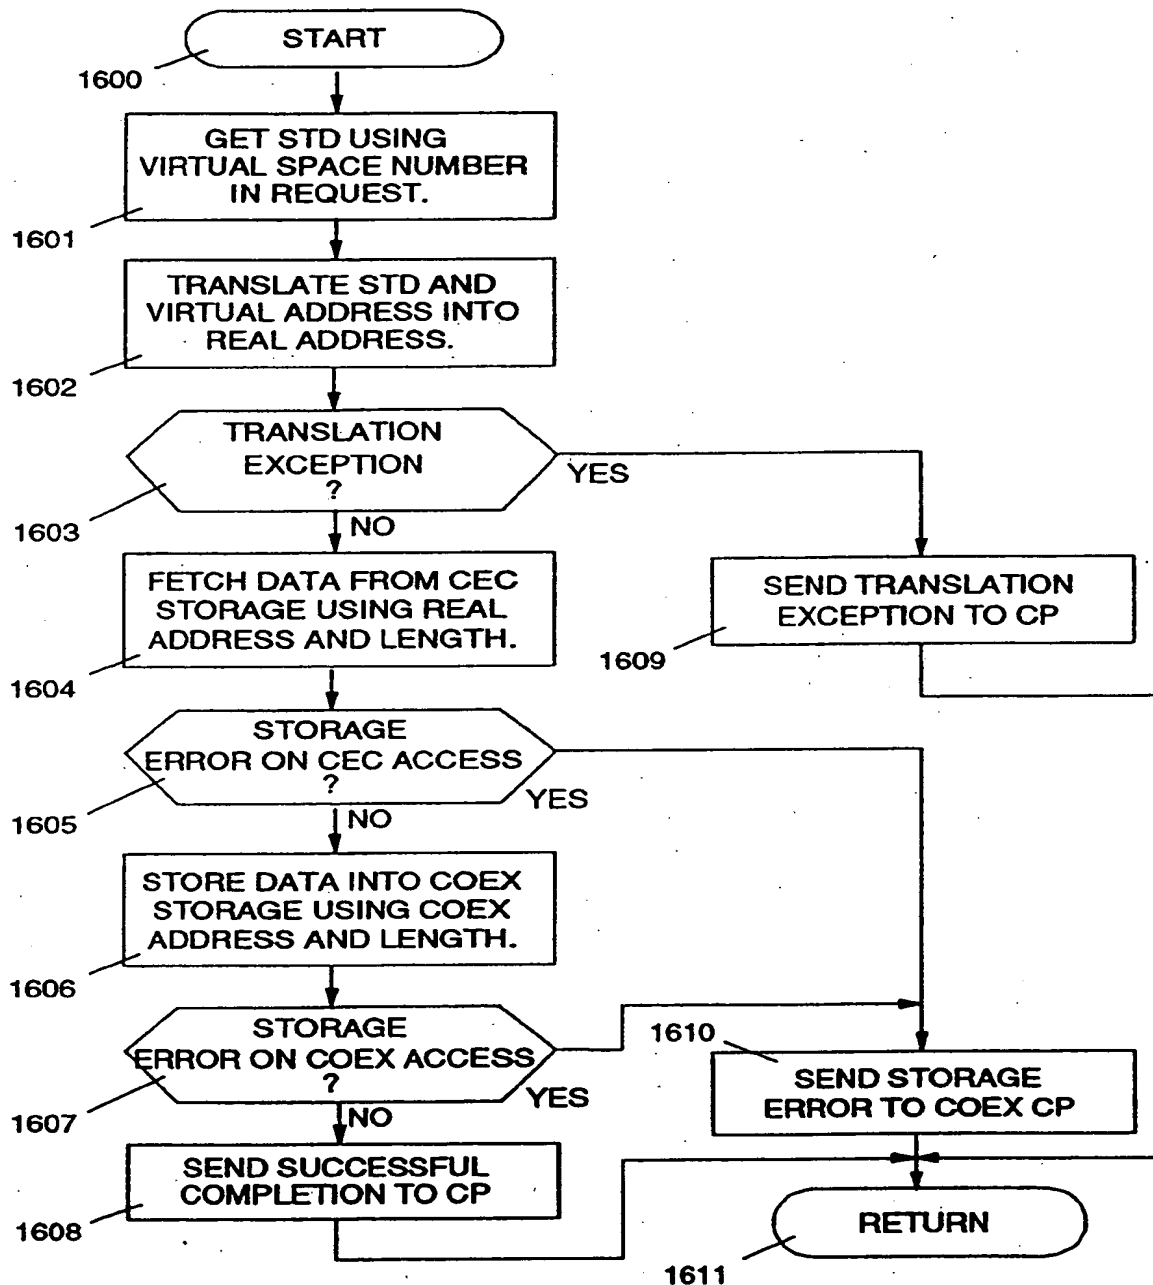 START
1600
GET STD USING
VIRTUAL SPACE NUMBER
IN REQUEST.
1601
TRANSLATE STD AND
VIRTUAL ADDRESS INTO
REAL ADDRESS.
1602
TRANSLATION
EXCEPTION
?
YES
1603
NO
FETCH DATA FROM CEC
STORAGE USING REAL
ADDRESS AND LENGTH.
1604
SEND TRANSLATION
EXCEPTION TO CP
1609
STORAGE
ERROR ON CEC ACCESS
?
YES
1605
NO
STORE DATA INTO COEX
STORAGE USING COEX
ADDRESS AND LENGTH.
1606
STORAGE
ERROR ON COEX ACCESS
?
YES
1607
NO
1610
SEND STORAGE
ERROR TO COEX CP
SEND SUCCESSFUL
COMPLETION TO CP
1608
RETURN
1611